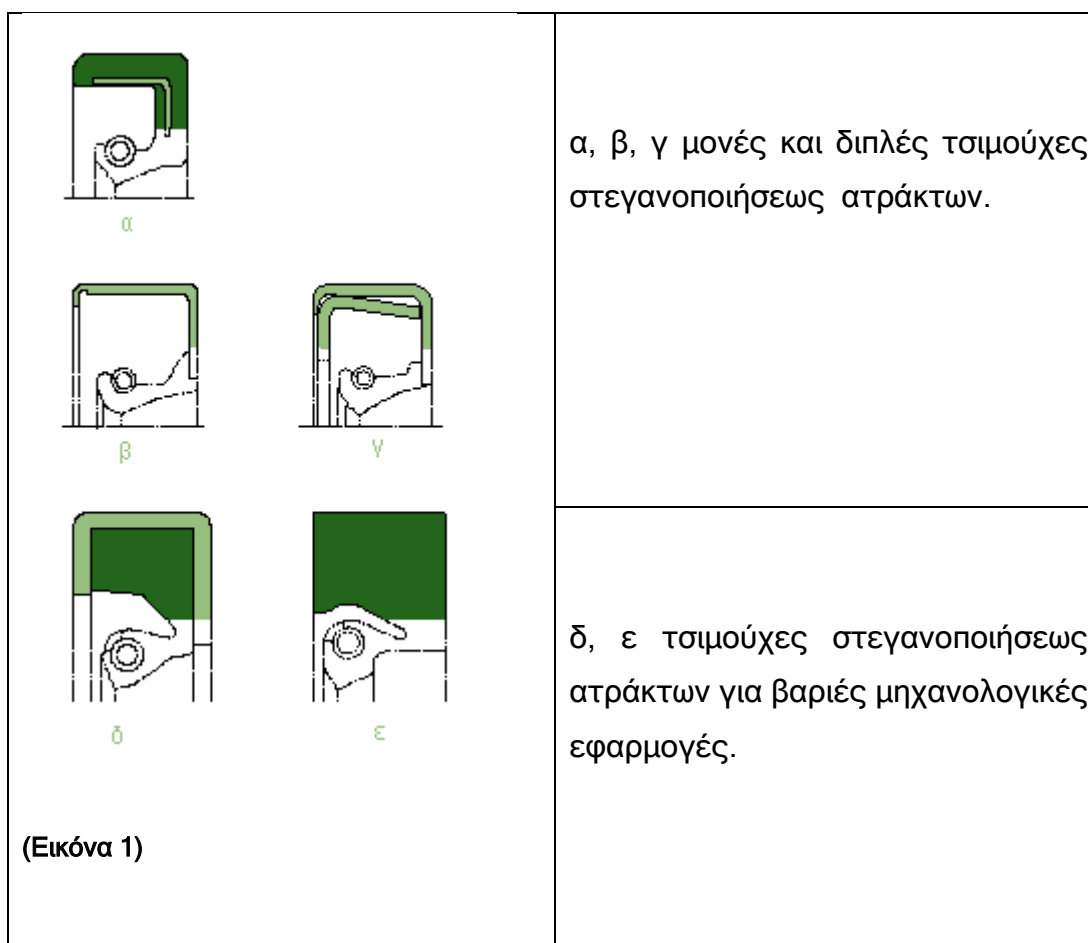 α
α, β, γ μονές και διπλές τσιμούχες
στεγανοποιήσεως ατράκτων.
β
γ
δ
ε
δ, ε τσιμούχες στεγανοποιήσεως
ατράκτων για βαριές μηχανολογικές
εφαρμογές.
(Εικόνα 1)